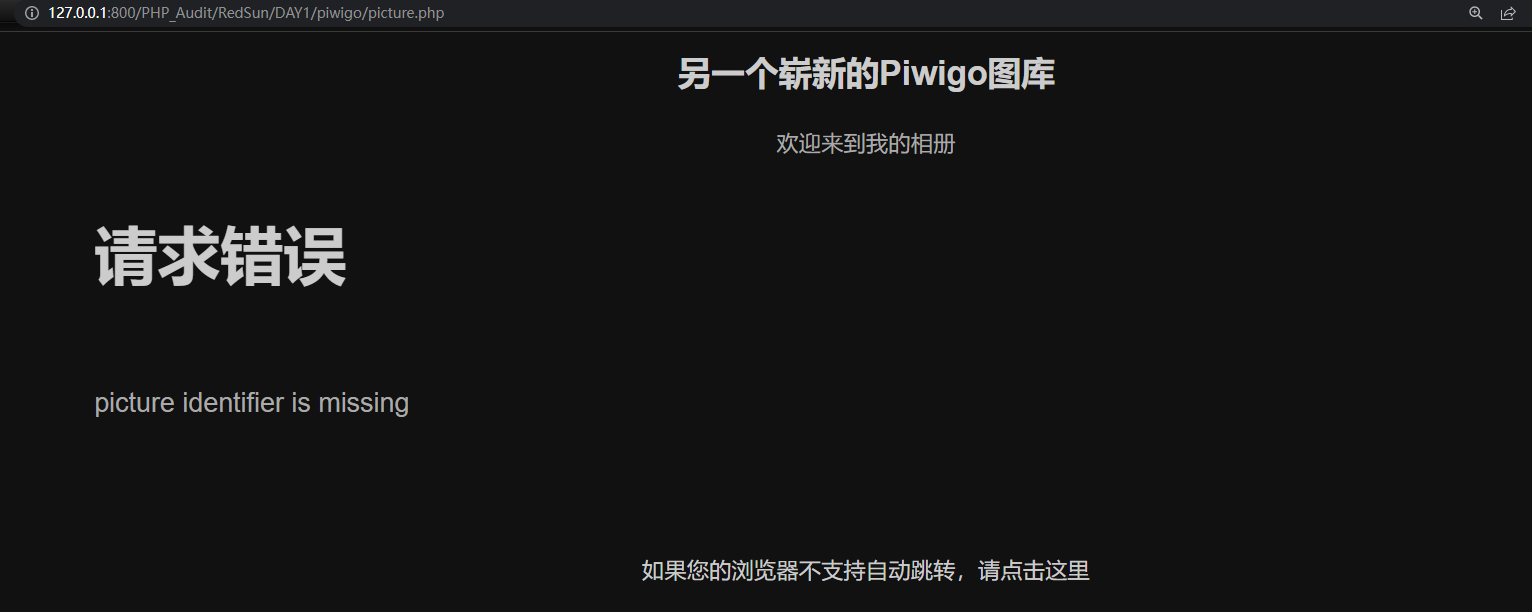 127.0.0.1:800/PHP_Audit/RedSun/DAY1/piwigo/picture.php
另一个崭新的Piwigo图库
欢迎来到我的相册
请求错误
picture identifier is missing
如果您的浏览器不支持自动跳转，请点击这里